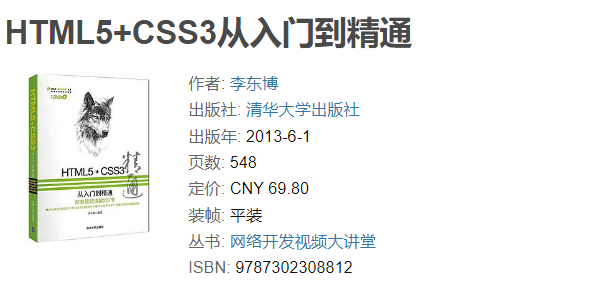 HTML5+CSS3从入门到精通
作者: 李东博
出版社: 清华大学出版社
出版年: 2013-6-1
页数: 548
定价: CNY 69.80
装帧: 平装
丛书: 网络开发视频大讲堂
ISBN: 9787302308812
HTML5+CSS3
从入门到精通
精通
HTML5+CSS3